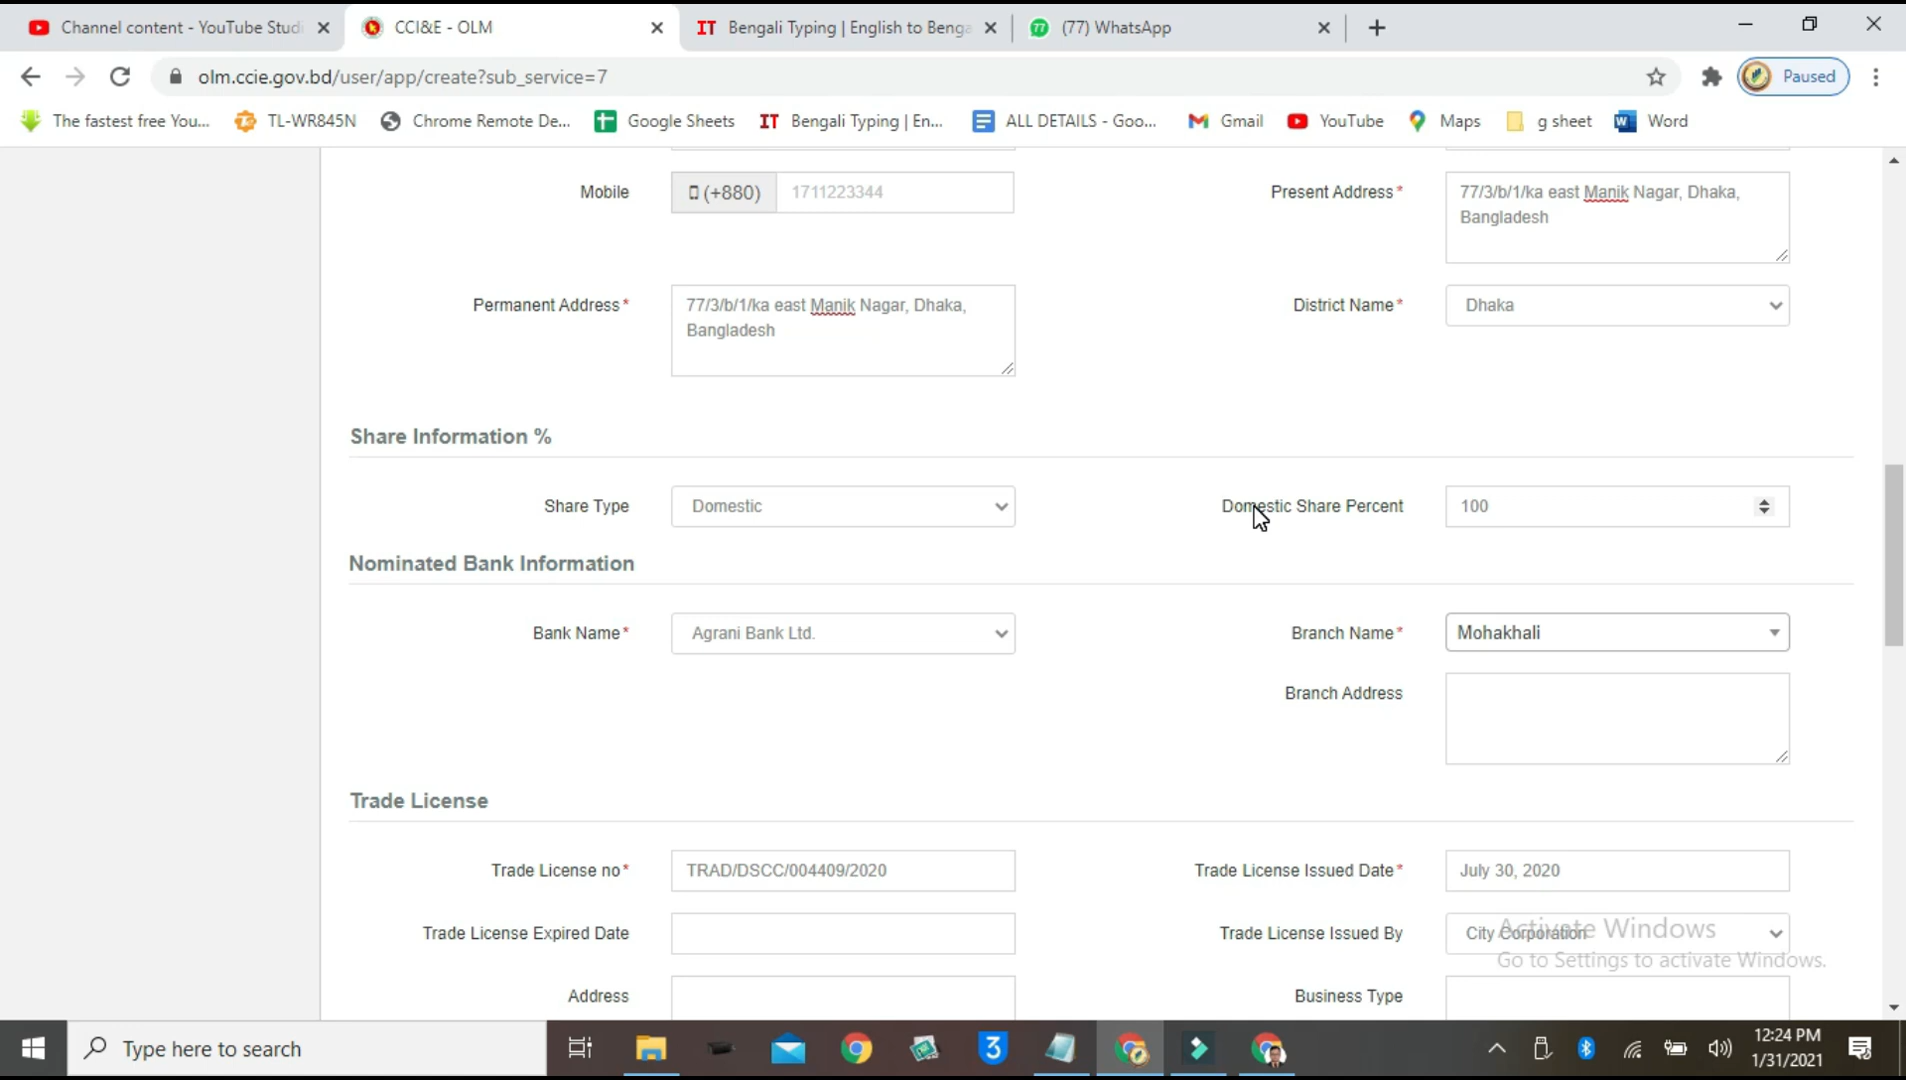 Channel content - YouTube Studi
CCI&E - OLM
IT Bengali Typing | English to Benga
77 (77) WhatsApp
olm.ccie.gov.bd/user/app/create?sub_service=7
Paused
The fastest free You...
TL-WR845N
Chrome Remote De...
Google Sheets
IT Bengali Typing | En...
ALL DETAILS - Goo...
Gmail
YouTube
Maps
g sheet
Word
Mobile
(+880)
1711223344
Present Address*
77/3/b/1/ka east Manik Nagar, Dhaka,
Bangladesh
Permanent Address*
77/3/b/1/ka east Manik Nagar, Dhaka,
Bangladesh
District Name*
Dhaka
Share Information %
Share Type
Domestic
Domestic Share Percent
100
Nominated Bank Information
Bank Name*
Agrani Bank Ltd.
Branch Name*
Mohakhali
Branch Address
Trade License
Trade License no*
TRAD/DSCC/004409/2020
Trade License Issued Date*
July 30, 2020
Trade License Expired Date
Trade License Issued By
City Corporation
Activate Windows
Go to Settings to activate Windows.
Address
Business Type
Type here to search
3
12:24 PM
1/31/2021